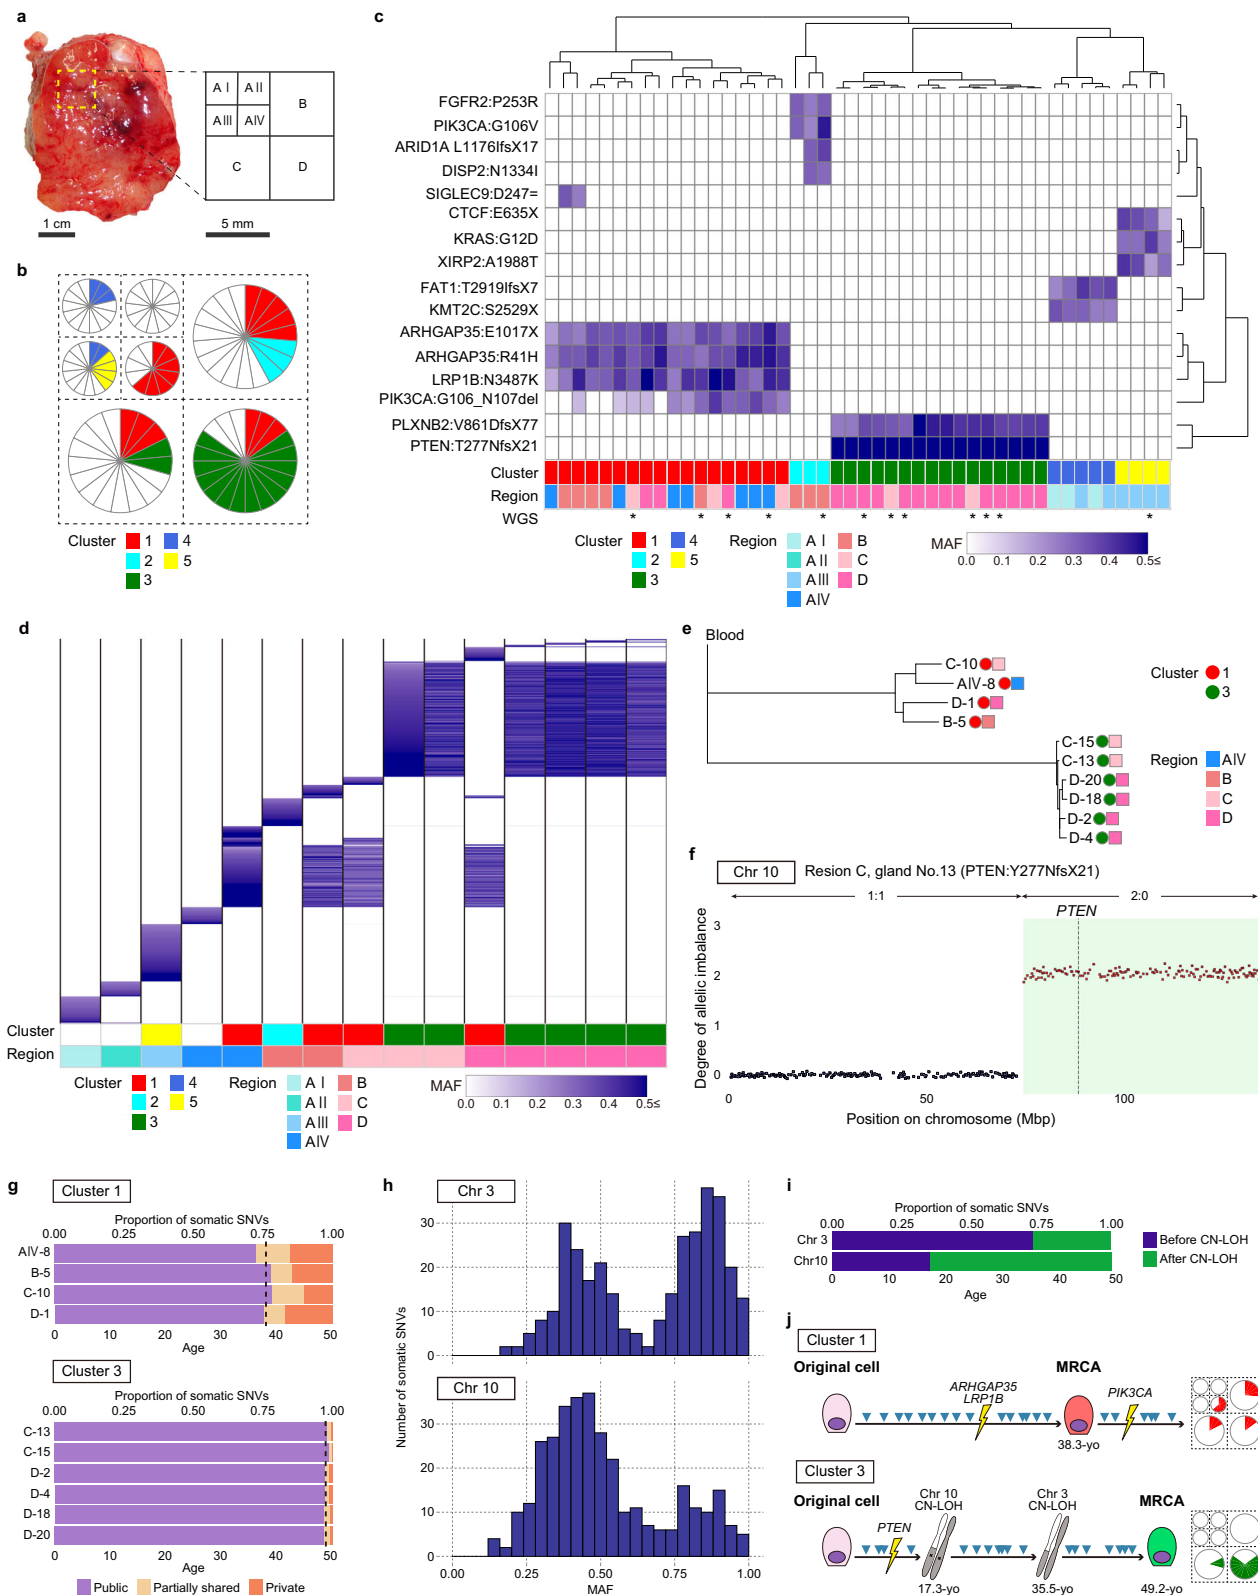 a
A I
A II
B
A III
A IV
C
D
1 cm
5 mm
b
Cluster
1
4
2
5
3
c
FGFR2:P253R
PIK3CA:G106V
ARID1A L1176IfsX17
DISP2:N1334I
SIGLEC9:D247=
CTCF:E635X
KRAS:G12D
XIRP2:A1988T
FAT1:T2919IfsX7
KMT2C:S2529X
ARHGAP35:E1017X
ARHGAP35:R41H
LRP1B:N3487K
PIK3CA:G106_N107del
PLXNB2:V861DfsX77
PTEN:T277NfsX21
Cluster
Region
WGS
* * * * * * * * * * * *
Cluster
1
4
2
5
3
Region
A I
B
A II
C
A III
D
A IV
MAF
0.0 0.1 0.2 0.3 0.4 0.5≤
d
Cluster
Region
Cluster
1
4
2
5
3
Region
A I
B
A II
C
A III
D
A IV
MAF
0.0 0.1 0.2 0.3 0.4 0.5≤
e
Blood
C-10
AIV-8
D-1
B-5
C-15
C-13
D-20
D-18
D-2
D-4
Cluster
1
3
Region
AIV
B
C
D
f
Chr 10
Resion C, gland No.13 (PTEN:Y277NfsX21)
1:1
2:0
PTEN
Degree of allelic imbalance
3
2
1
0
0 50 100
Position on chromosome (Mbp)
g
Cluster 1
Proportion of somatic SNVs
0.00 0.25 0.50 0.75 1.00
AIV-8
B-5
C-10
D-1
0 10 20 30 40 50
Age
Cluster 3
Proportion of somatic SNVs
0.00 0.25 0.50 0.75 1.00
C-13
C-15
D-2
D-4
D-18
D-20
0 10 20 30 40 50
Age
Public
Partially shared
Private
h
Chr 3
30
20
10
0
0.00 0.25 0.50 0.75 1.00
Number of somatic SNVs
Chr 10
30
20
10
0
0.00 0.25 0.50 0.75 1.00
MAF
i
Proportion of somatic SNVs
0.00 0.25 0.50 0.75 1.00
Chr 3
Chr10
0 10 20 30 40 50
Age
Before CN-LOH
After CN-LOH
j
Cluster 1
Original cell
MRCA
ARHGAP35
LRP1B
PIK3CA
38.3-yo
Cluster 3
Original cell
Chr 10
CN-LOH
Chr 3
CN-LOH
MRCA
PTEN
17.3-yo
35.5-yo
49.2-yo